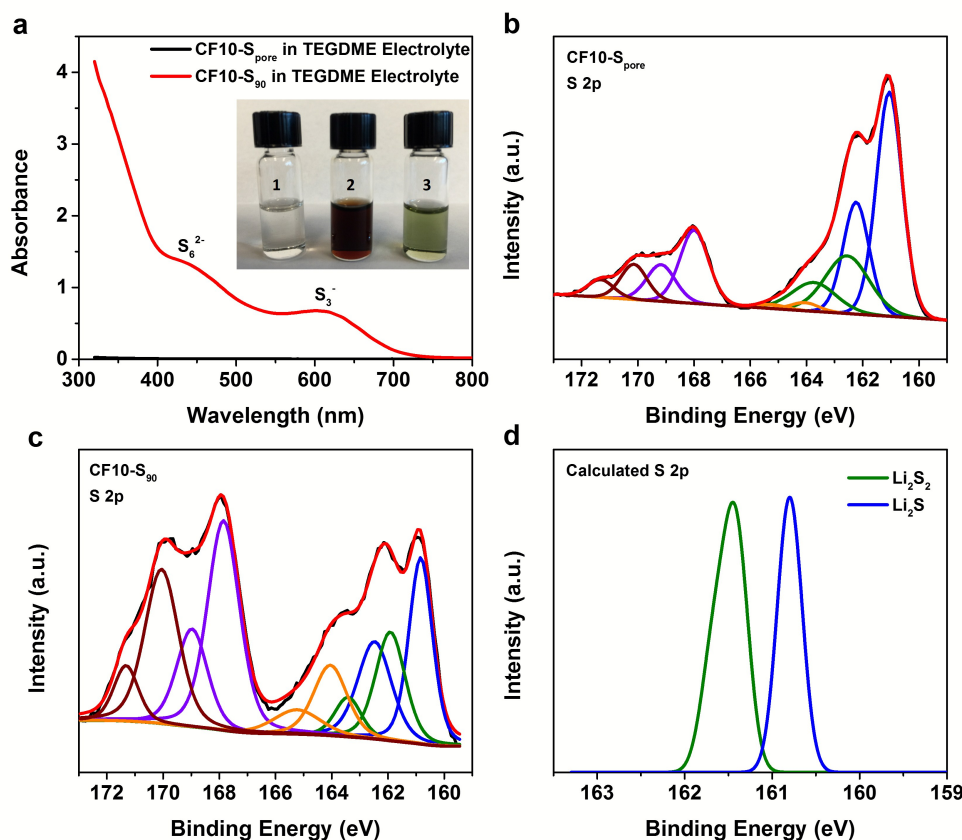 a
CF10-Spore in TEGDME Electrolyte
CF10-S90 in TEGDME Electrolyte
1 2 3
S6 2-
S3 -
Absorbance
4
3
2
1
0
300 400 500 600 700 800
Wavelength (nm)
b
CF10-Spore
S 2p
Intensity (a.u.)
172 170 168 166 164 162 160
Binding Energy (eV)
c
CF10-S90
S 2p
Intensity (a.u.)
172 170 168 166 164 162 160
Binding Energy (eV)
d
Calculated S 2p
Li2S2
Li2S
Intensity (a.u.)
163 162 161 160 159
Binding Energy (eV)